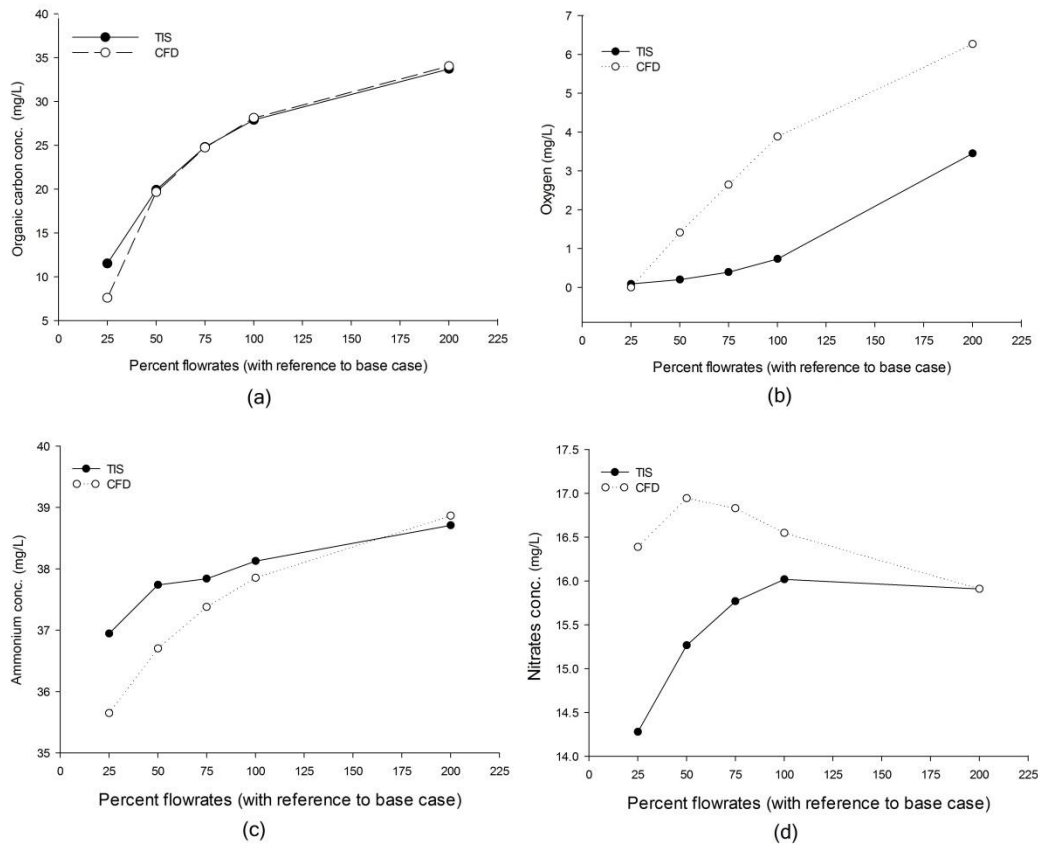 TIS
CFD
Organic carbon conc. (mg/L)
40
35
30
25
20
15
10
5
0 25 50 75 100 125 150 175 200 225
Percent flowrates (with reference to base case)
(a)
TIS
CFD
Oxygen (mg/L)
7
6
5
4
3
2
1
0
0 25 50 75 100 125 150 175 200 225
Percent flowrates (with reference to base case)
(b)
TIS
CFD
Ammonium conc. (mg/L)
40
39
38
37
36
35
0 25 50 75 100 125 150 175 200 225
Percent flowrates (with reference to base case)
(c)
TIS
CFD
Nitrates conc. (mg/L)
17.5
17.0
16.5
16.0
15.5
15.0
14.5
14.0
0 25 50 75 100 125 150 175 200 225
Percent flowrates (with reference to base case)
(d)